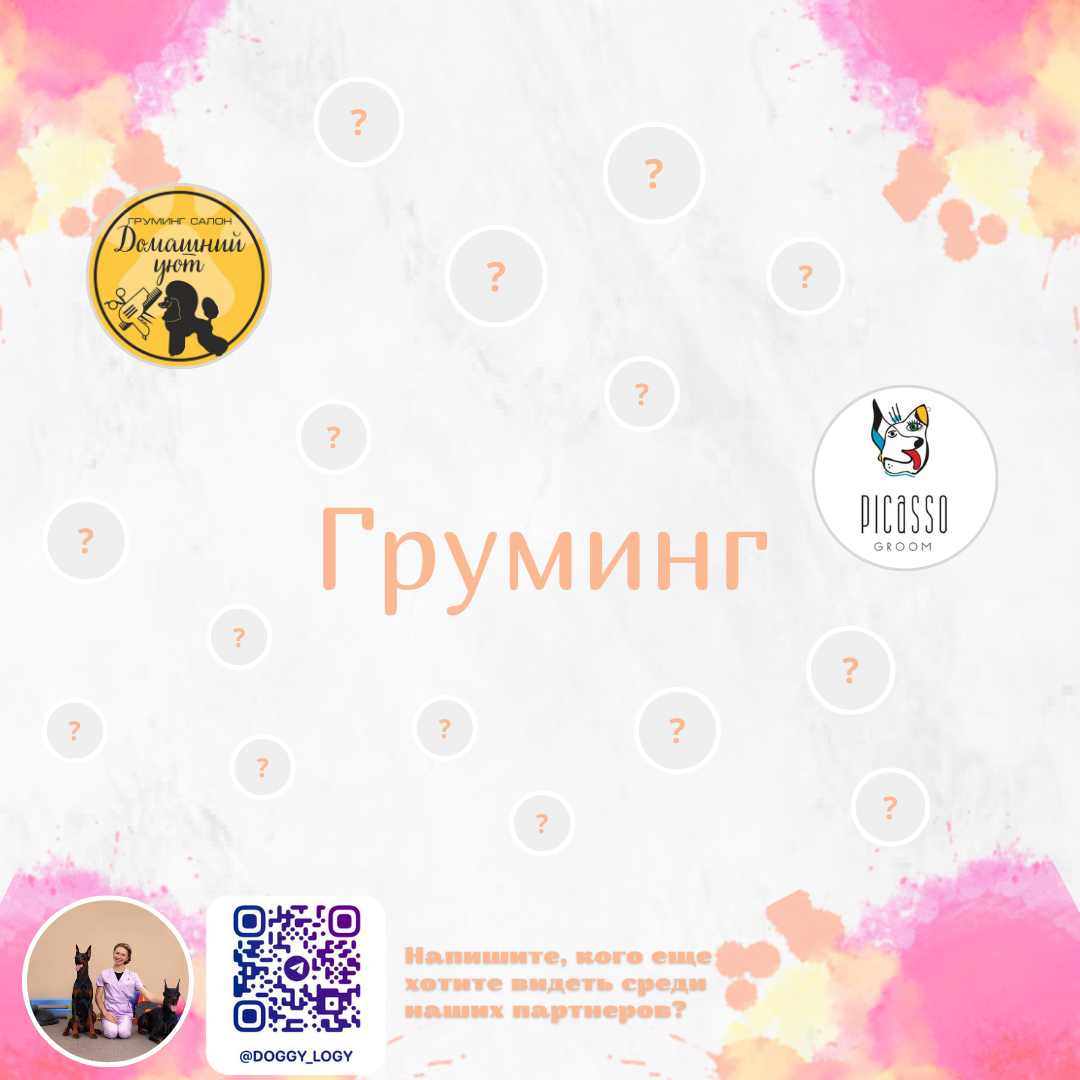 ?
?
ГРУМИНГ САЛОН
Домашний
уют
?
?
?
PICASSO
GROOM
?
?
Груминг
?
?
?
?
?
?
?
?
?
Напишите, кого еще
хотите видеть среди
наших партнеров?
@DOGGY_LOGY